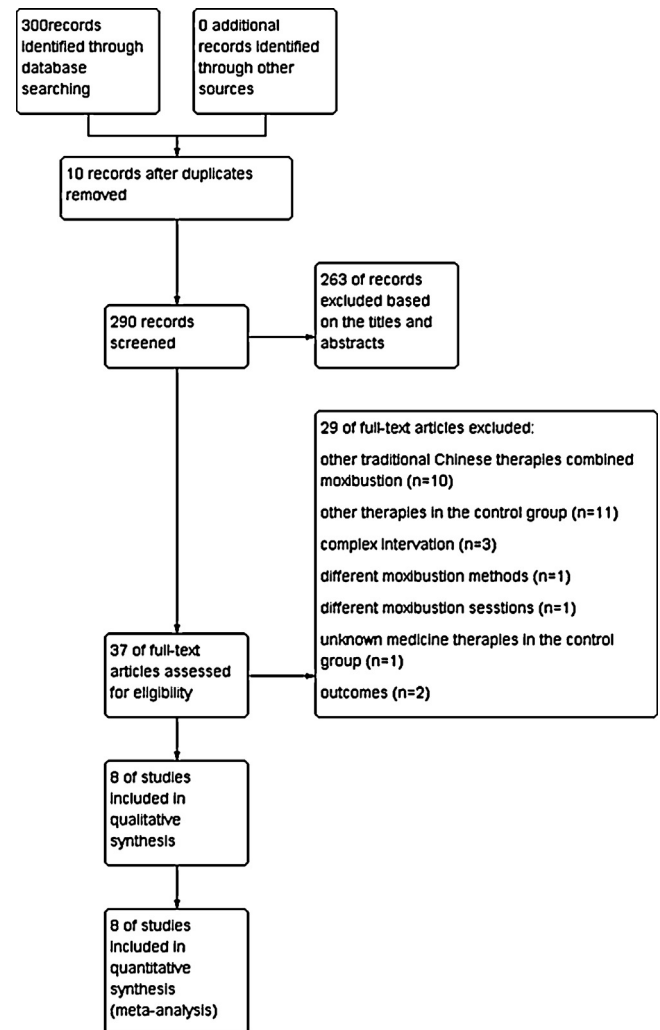 300records
identified through
database
searching
0 additional
records identified
through other
sources
10 records after duplicates
removed
290 records
screened
263 of records
excluded based
on the titles and
abstracts
29 of full-text articles excluded:
other traditional Chinese therapies combined
moxibustion (n=10)
other therapies in the control group (n=11)
complex intervation (n=3)
different moxibustion methods (n=1)
different moxibustion sesstions (n=1)
unknown medicine therapies in the control
group (n=1)
outcomes (n=2)
37 of full-text
articles assessed
for eligibility
8 of studies
included in
qualitative
synthesis
8 of studies
included in
quantitative
synthesis
(meta-analysis)